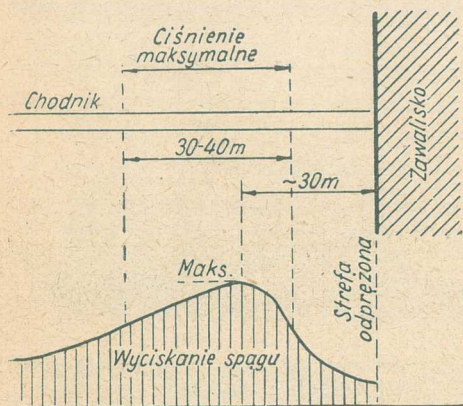 Ciśnienie
maksymalne
Chodnik
30-40m
~30m
Zawalisko
Maks.
Strefa
odprężona
Wyciskanie spągu